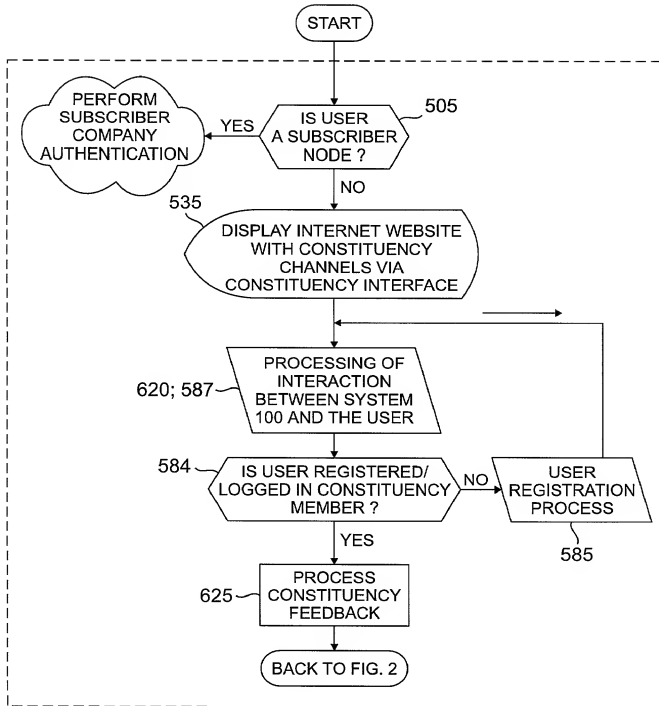 START
PERFORM
SUBSCRIBER
COMPANY
AUTHENTICATION
YES
IS USER
A SUBSCRIBER
NODE ?
505
NO
535
DISPLAY INTERNET WEBSITE
WITH CONSTITUENCY
CHANNELS VIA
CONSTITUENCY INTERFACE
620; 587
PROCESSING OF
INTERACTION
BETWEEN SYSTEM
100 AND THE USER
584
IS USER REGISTERED/
LOGGED IN CONSTITUENCY
MEMBER ?
NO
USER
REGISTRATION
PROCESS
585
YES
625
PROCESS
CONSTITUENCY
FEEDBACK
BACK TO FIG. 2